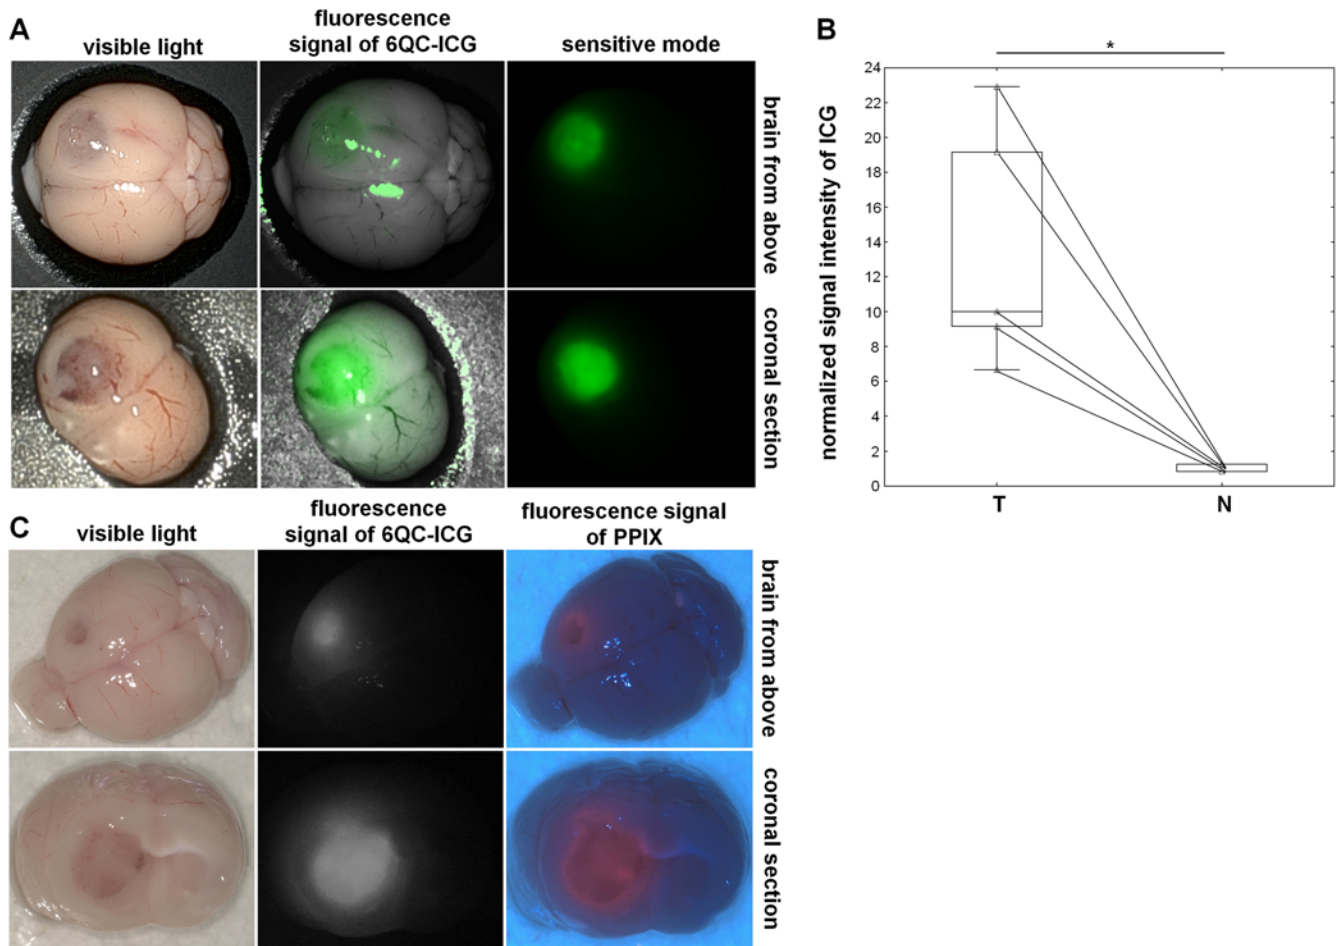 A
visible light
fluorescence
signal of 6QC-ICG
sensitive mode
brain from above
coronal section
B
*
normalized signal intensity of ICG
24
22
20
18
16
14
12
10
8
6
4
2
0
T
N
C
visible light
fluorescence
signal of 6QC-ICG
fluorescence signal
of PPIX
brain from above
coronal section